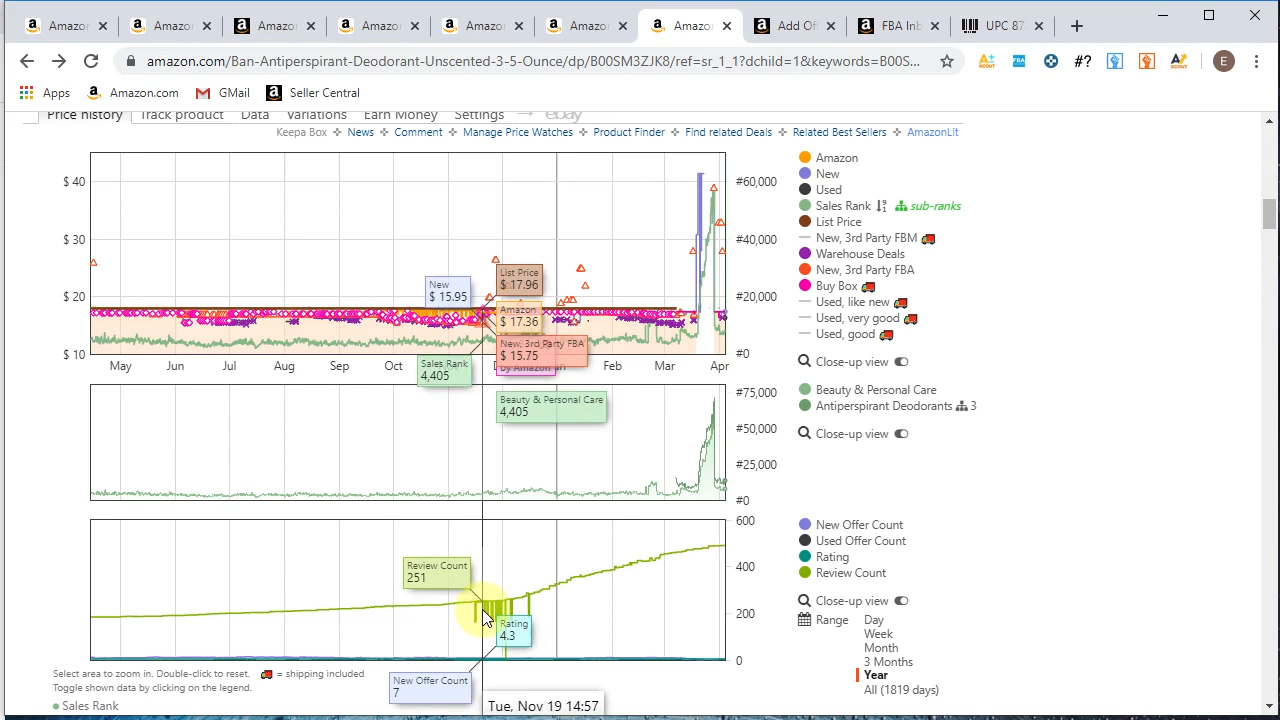 Amazon
Amazon
Amazon
Amazon
Amazon
Amazon
Amazon
Add Of
FBA Inb
UPC 87
amazon.com/Ban-Antiperspirant-Deodorant-Unscented-3-5-Ounce/dp/B00SM3ZJK8/ref=sr_1_1?dchild=1&keywords=B00S...
#?
E
Apps
Amazon.com
GMail
Seller Central
Price history
Track product
Data
Variations
Earn Money
Settings
ebay
Keepa Box
News
Comment
Manage Price Watches
Product Finder
Find related Deals
Related Best Sellers
AmazonLit
$ 40
$ 30
$ 20
$ 10
#60,000
#40,000
#20,000
#0
New
$ 15.95
List Price
$ 17.96
Amazon
$ 17.36
New, 3rd Party FBA
$ 15.75
by Amazon
Sales Rank
4,405
May
Jun
Jul
Aug
Sep
Oct
Feb
Mar
Apr
Amazon
New
Used
Sales Rank
sub-ranks
List Price
New, 3rd Party FBM
Warehouse Deals
New, 3rd Party FBA
Buy Box
Used, like new
Used, very good
Used, good
Close-up view
Beauty & Personal Care
4,405
#75,000
#50,000
#25,000
#0
Beauty & Personal Care
Antiperspirant Deodorants 3
Close-up view
Review Count
251
Rating
4.3
New Offer Count
7
600
400
200
0
New Offer Count
Used Offer Count
Rating
Review Count
Close-up view
Range
Day
Week
Month
3 Months
Year
All (1819 days)
Select area to zoom in. Double-click to reset.
= shipping included
Toggle shown data by clicking on the legend.
Tue, Nov 19 14:57
Sales Rank